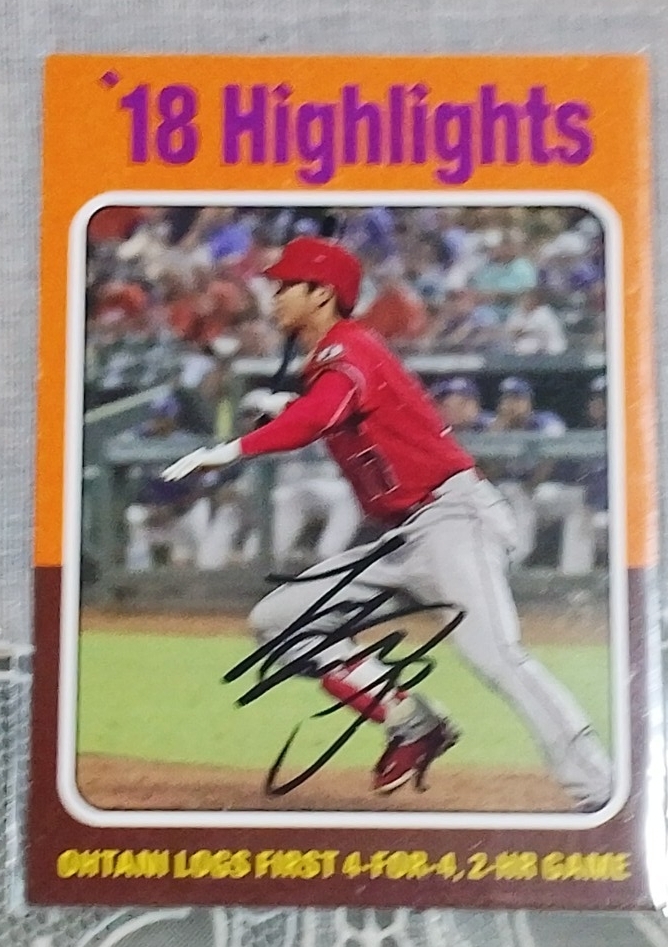 '18 Highlights
OHTANI LOGS FIRST 4-FOR-4, 2-HR GAME